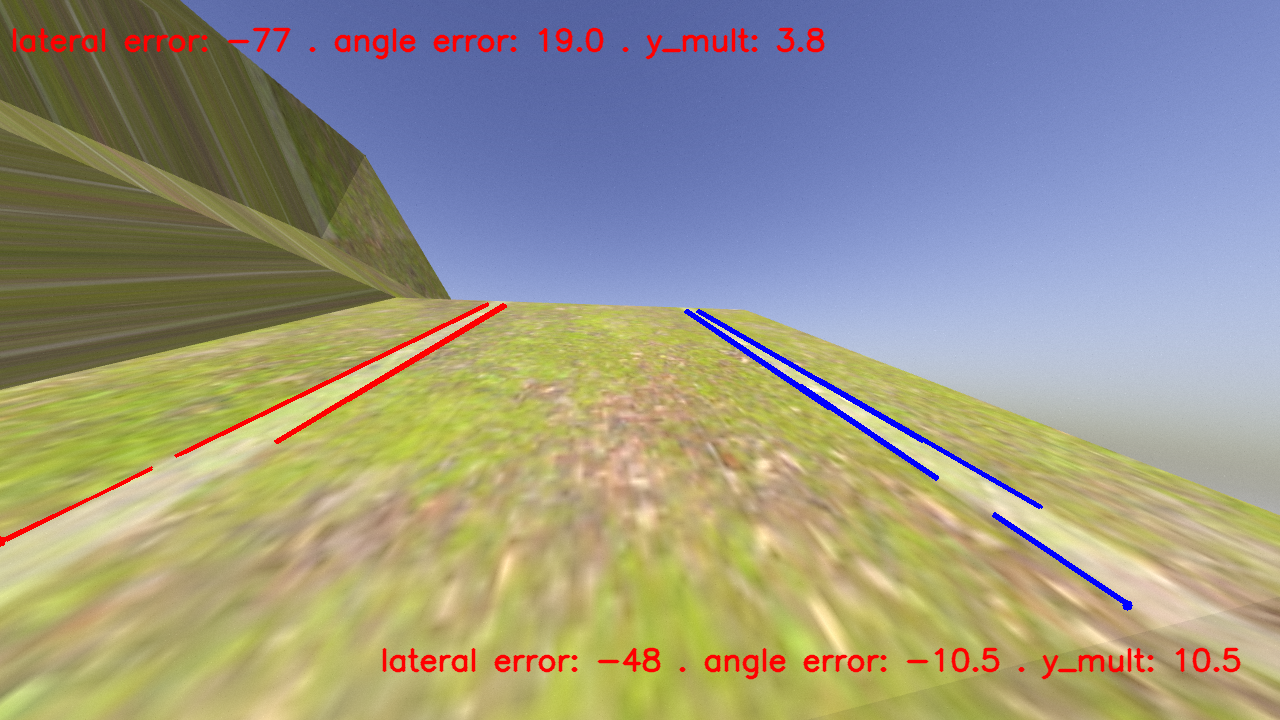 lateral error: -77 . angle error: 19.0 . y_mult: 3.8
lateral error: -48 . angle error: -10.5 . y_mult: 10.5